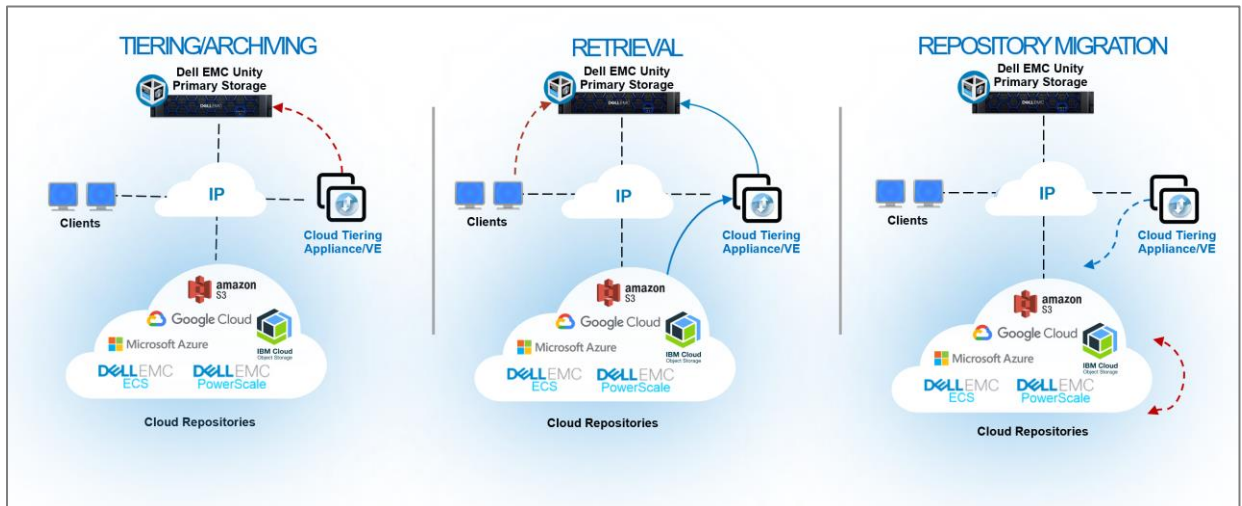 TIERING/ARCHIVING
Dell EMC Unity
Primary Storage
DELLEMC
IP
Clients
Cloud Tiering
Appliance/VE
amazon
S3
Google Cloud
Microsoft Azure
IBM Cloud
Object Storage
DELLEMC
ECS
DELLEMC
PowerScale
Cloud Repositories
RETRIEVAL
Dell EMC Unity
Primary Storage
DELLEMC
IP
Clients
Cloud Tiering
Appliance/VE
amazon
S3
Google Cloud
Microsoft Azure
IBM Cloud
Object Storage
DELLEMC
ECS
DELLEMC
PowerScale
Cloud Repositories
REPOSITORY MIGRATION
Dell EMC Unity
Primary Storage
DELLEMC
IP
Clients
Cloud Tiering
Appliance/VE
amazon
S3
Google Cloud
Microsoft Azure
IBM Cloud
Object Storage
DELLEMC
ECS
DELLEMC
PowerScale
Cloud Repositories